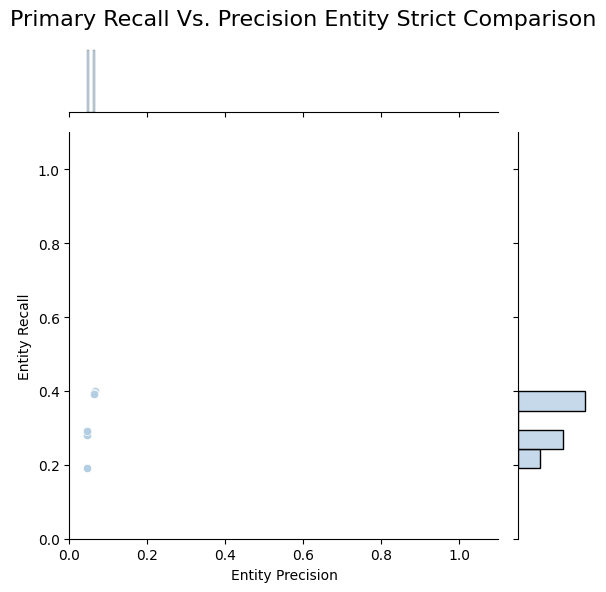 Primary Recall Vs. Precision Entity Strict Comparison
1.0
0.8
0.6
0.4
0.2
0.0
Entity Recall
0.0 0.2 0.4 0.6 0.8 1.0
Entity Precision